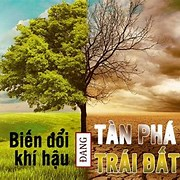 Biến đổi
khí hậu
ĐANG
TÀN PHÁ
TRÁI ĐẤT